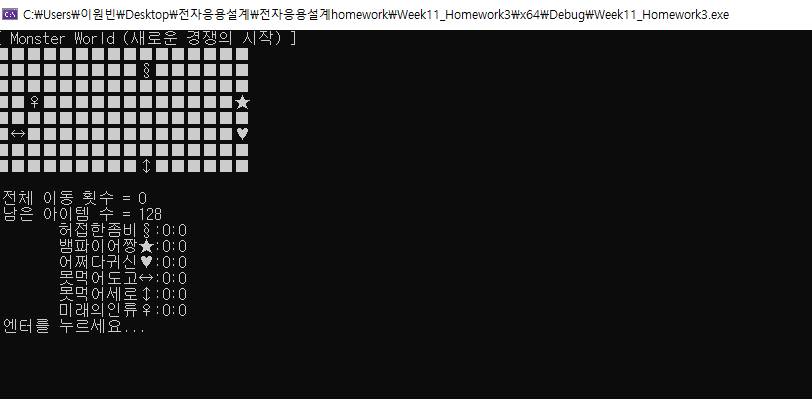 C:\Users\이원빈\Desktop\전자응용설계\전자응용설계homework\Week11_Homework3\x64\Debug\Week11_Homework3.exe
[ Monster World (새로운 경쟁의 시작) ]
■■■■■■■■■■■■■■■■
■■■■■■■■■§■■■■■■
■■■■■■■■■■■■■■■■
■■♀■■■■■■■■■■■■★
■■■■■■■■■■■■■■■■
■↔■■■■■■■■■■■■■♥
■■■■■■■■■■■■■■■■
■■■■■■■■■↕■■■■■■
전체 이동 횟수 = 0
남은 아이템 수 = 128
허접한좀비§:0:0
뱀파이어짱★:0:0
어쩌다귀신♥:0:0
못먹어도고↔:0:0
못먹어세로↕:0:0
미래의인류♀:0:0
엔터를 누르세요...